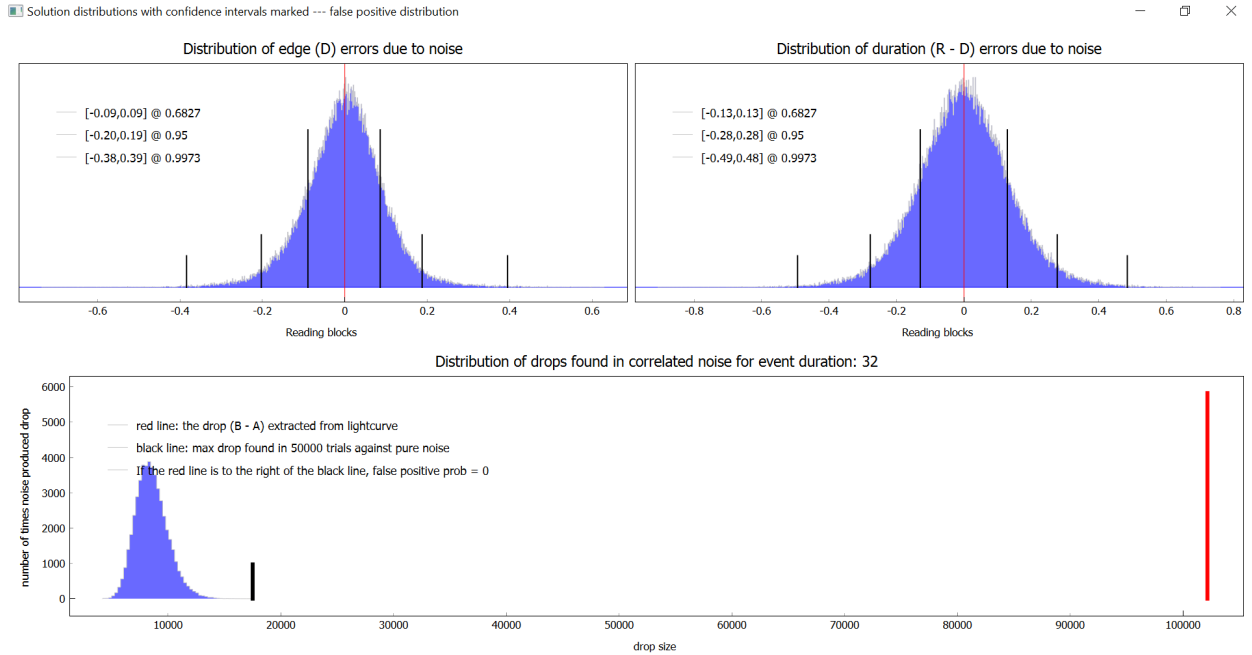 Solution distributions with confidence intervals marked --- false positive distribution
Distribution of edge (D) errors due to noise
[-0.09,0.09] @ 0.6827
[-0.20,0.19] @ 0.95
[-0.38,0.39] @ 0.9973
-0.6 -0.4 -0.2 0 0.2 0.4 0.6
Reading blocks
Distribution of duration (R - D) errors due to noise
[-0.13,0.13] @ 0.6827
[-0.28,0.28] @ 0.95
[-0.49,0.48] @ 0.9973
-0.8 -0.6 -0.4 -0.2 0 0.2 0.4 0.6 0.8
Reading blocks
Distribution of drops found in correlated noise for event duration: 32
number of times noise produced drop
6000
5000
4000
3000
2000
1000
0
red line: the drop (B - A) extracted from lightcurve
black line: max drop found in 50000 trials against pure noise
If the red line is to the right of the black line, false positive prob = 0
10000 20000 30000 40000 50000 60000 70000 80000 90000 100000
drop size